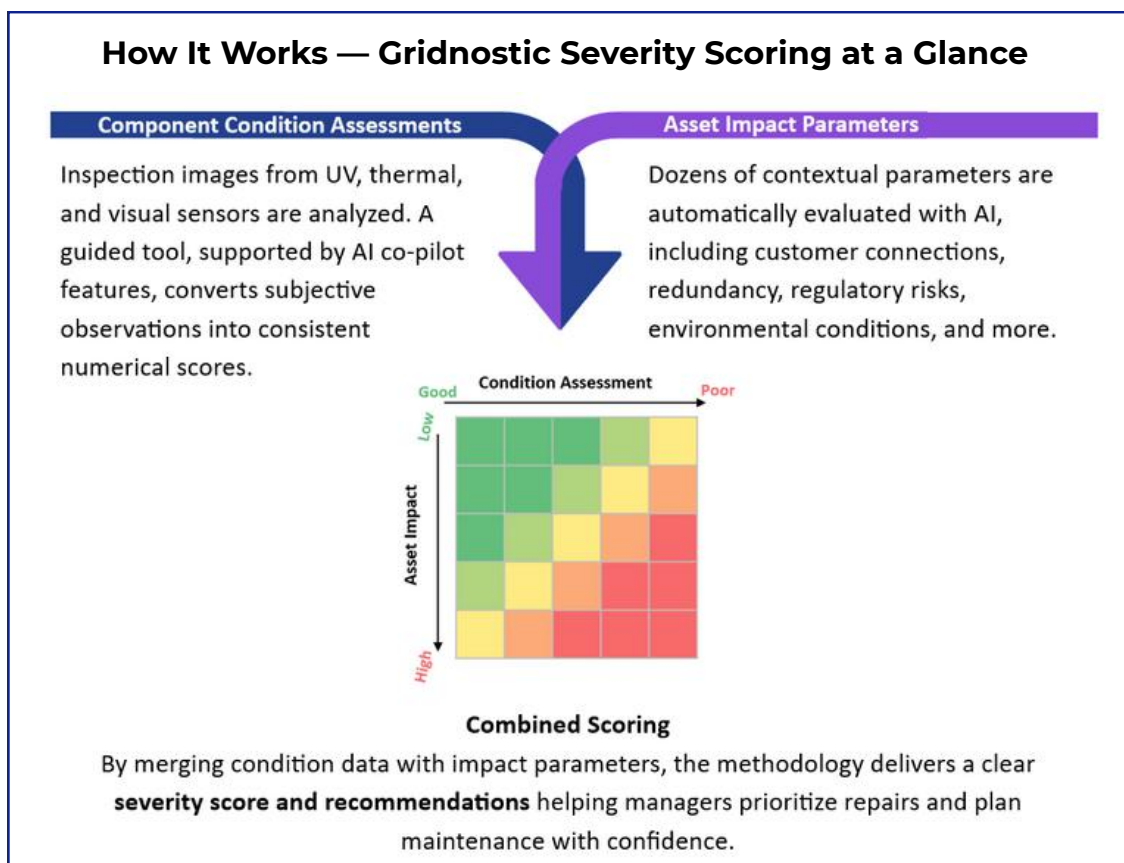 How It Works — Gridnostic Severity Scoring at a Glance
Component Condition Assessments
Inspection images from UV, thermal,
and visual sensors are analyzed. A
guided tool, supported by AI co-pilot
features, converts subjective
observations into consistent
numerical scores.
Asset Impact Parameters
Dozens of contextual parameters are
automatically evaluated with AI,
including customer connections,
redundancy, regulatory risks,
environmental conditions, and more.
Condition Assessment
Good
Poor
Low
Asset Impact
High
Combined Scoring
By merging condition data with impact parameters, the methodology delivers a clear
severity score and recommendations helping managers prioritize repairs and plan
maintenance with confidence.